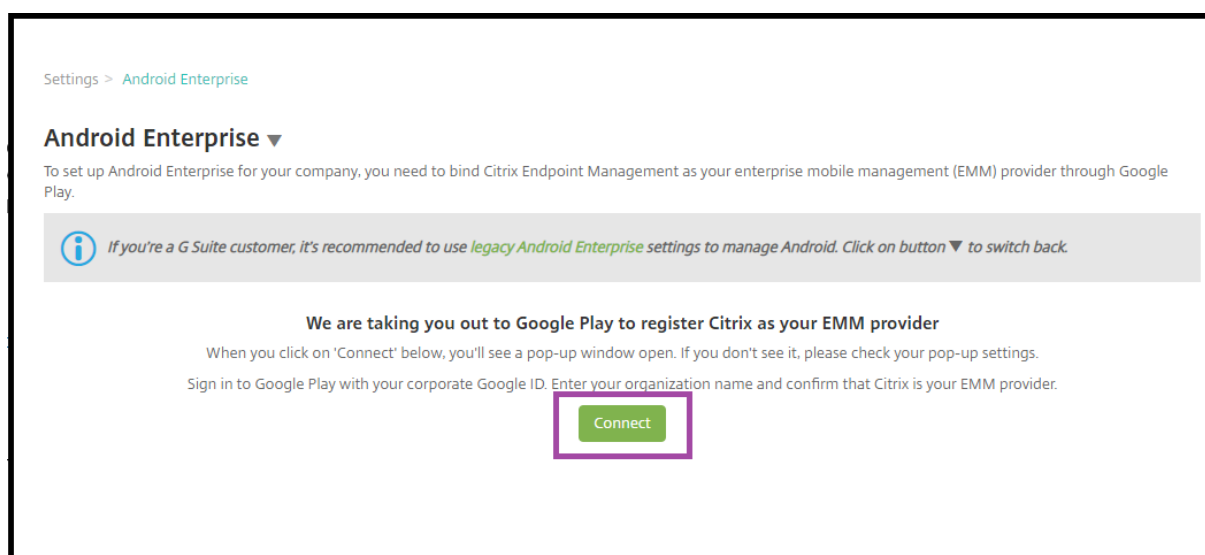 Settings > Android Enterprise
Android Enterprise ▼
To set up Android Enterprise for your company, you need to bind Citrix Endpoint Management as your enterprise mobile management (EMM) provider through Google
Play.
If you're a G Suite customer, it's recommended to use legacy Android Enterprise settings to manage Android. Click on button ▼ to switch back.
We are taking you out to Google Play to register Citrix as your EMM provider
When you click on 'Connect' below, you'll see a pop-up window open. If you don't see it, please check your pop-up settings.
Sign in to Google Play with your corporate Google ID. Enter your organization name and confirm that Citrix is your EMM provider.
Connect